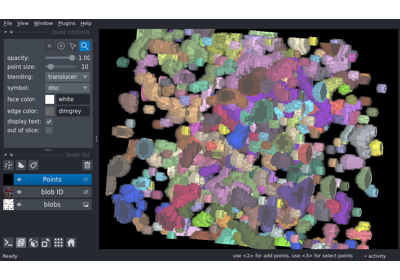 File View Window Plugins Help
layer controls
opacity: 1.00
point size: 10
blending: translucen
symbol: disc
face color: white
edge color: dimgrey
display text:
out of slice:
layer list
Points
blob ID
blobs
Ready
use <2> for add points, use <3> for select points
activity